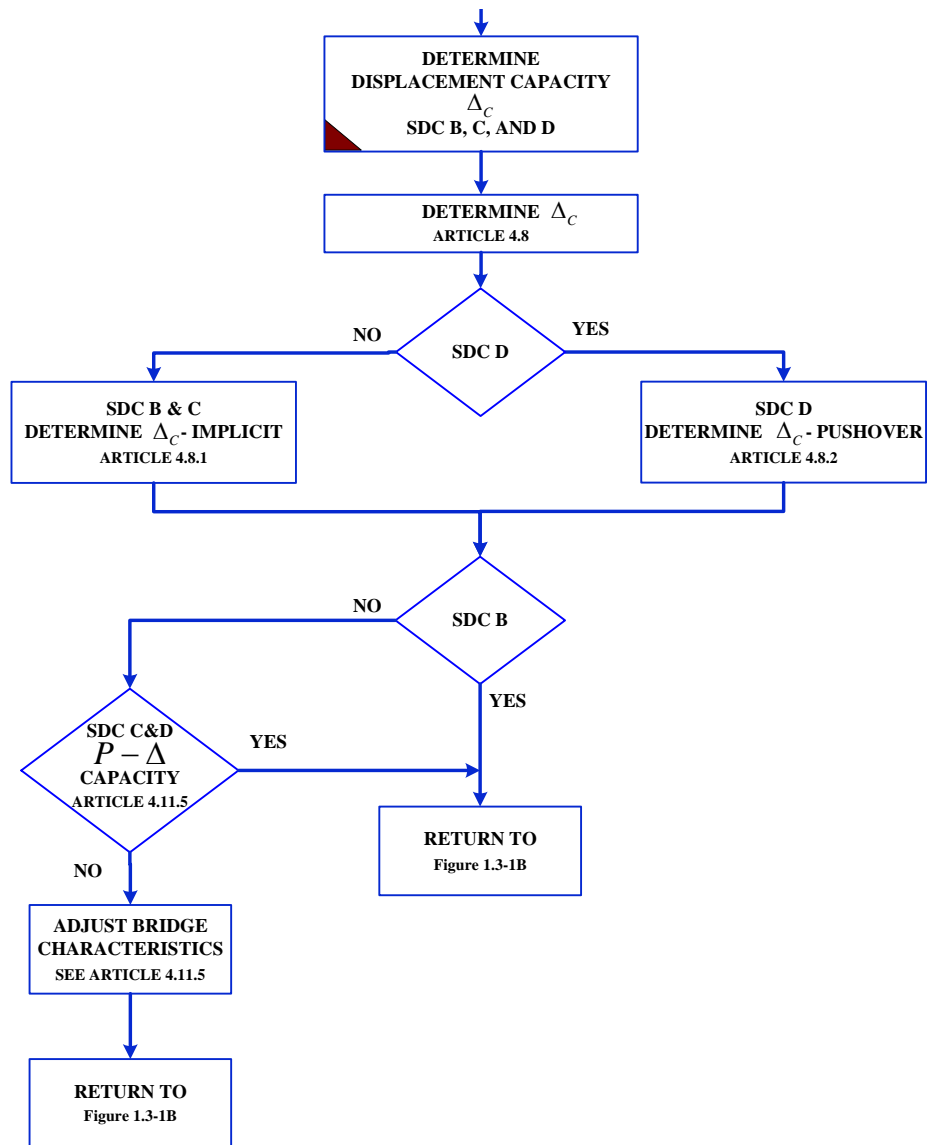 DETERMINE
DISPLACEMENT CAPACITY
Δ_C
SDC B, C, AND D
DETERMINE Δ_C
ARTICLE 4.8
SDC D
NO
YES
SDC B & C
DETERMINE Δ_C - IMPLICIT
ARTICLE 4.8.1
SDC D
DETERMINE Δ_C - PUSHOVER
ARTICLE 4.8.2
SDC B
NO
YES
SDC C&D
P − Δ
CAPACITY
ARTICLE 4.11.5
YES
NO
RETURN TO
Figure 1.3-1B
ADJUST BRIDGE
CHARACTERISTICS
SEE ARTICLE 4.11.5
RETURN TO
Figure 1.3-1B